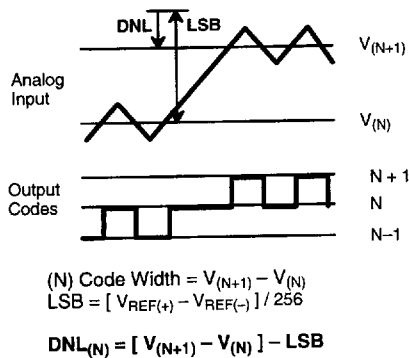 DNL LSB
V(N+1)
Analog
Input
V(N)
N + 1
Output
Codes
N
N–1
(N) Code Width = V(N+1) – V(N)
LSB = [ VREF(+) – VREF(–) ] / 256
DNL(N) = [ V(N+1) – V(N) ] – LSB